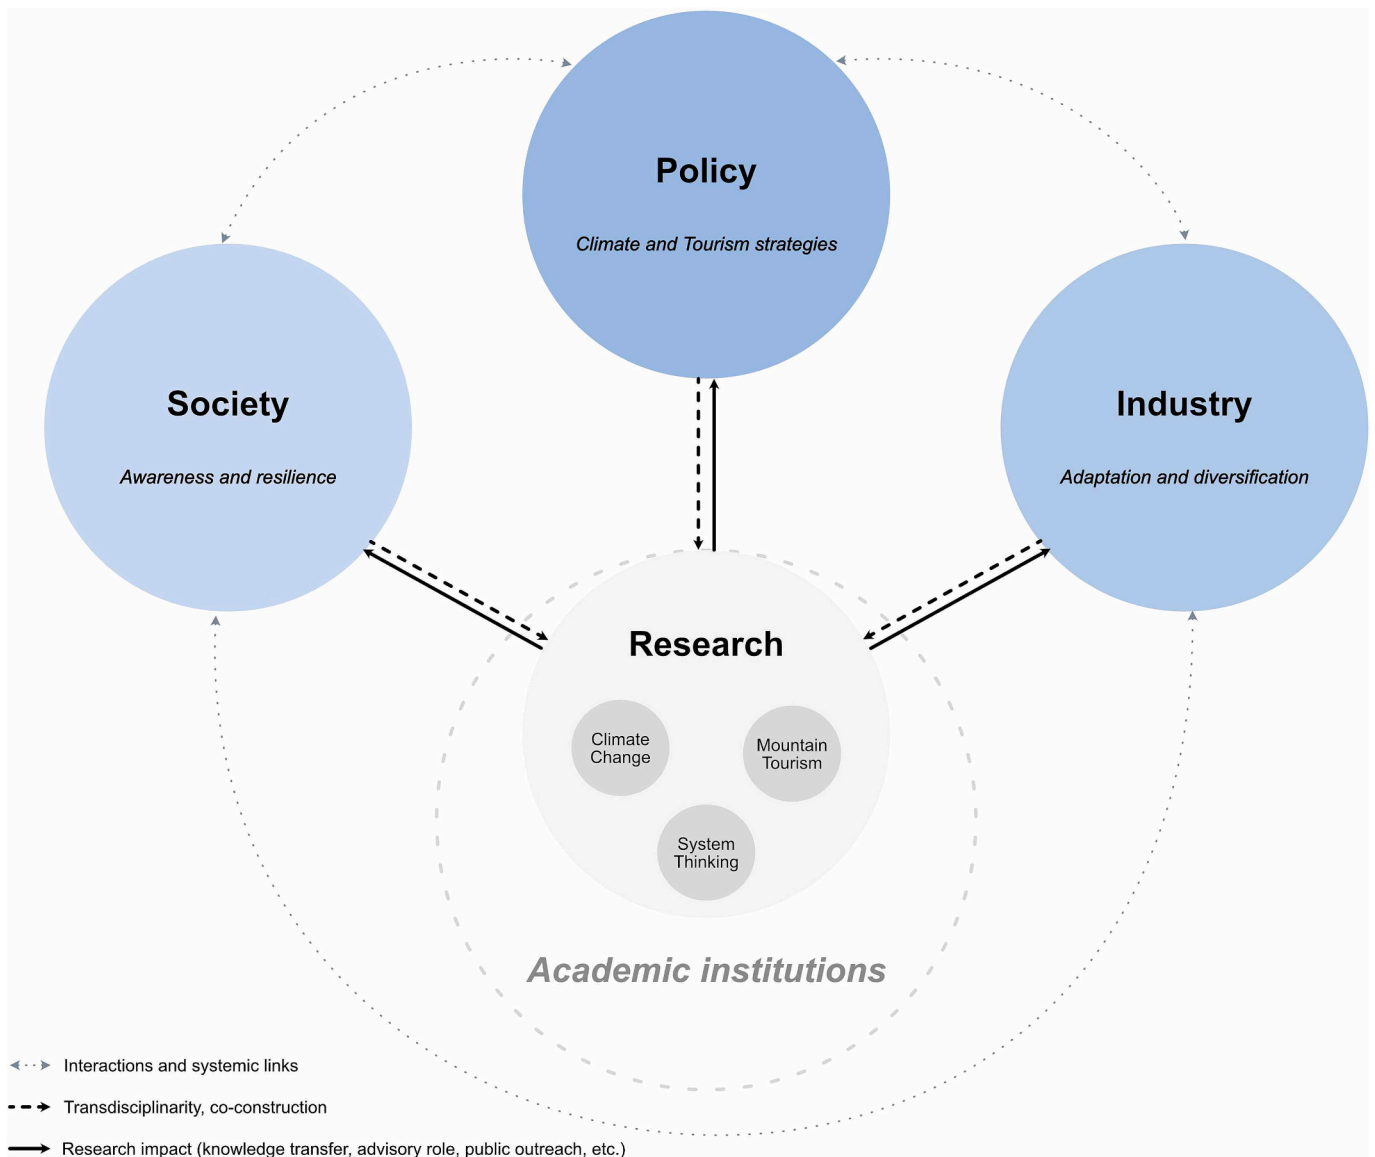 Policy
Climate and Tourism strategies
Society
Awareness and resilience
Industry
Adaptation and diversification
Research
Climate
Change
Mountain
Tourism
System
Thinking
Academic institutions
Interactions and systemic links
Transdisciplinarity, co-construction
Research impact (knowledge transfer, advisory role, public outreach, etc.)